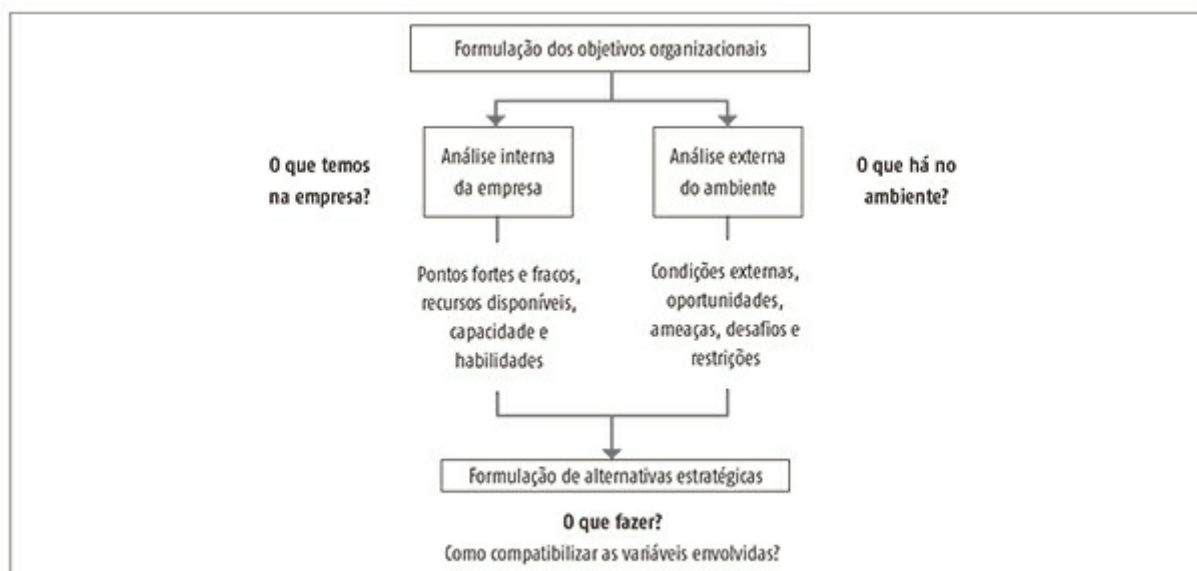 Formulação dos objetivos organizacionais
O que temos
na empresa?
Análise interna
da empresa
Análise externa
do ambiente
O que há no
ambiente?
Pontos fortes e fracos,
recursos disponíveis,
capacidade e
habilidades
Condições externas,
oportunidades,
ameaças, desafios e
restrições
Formulação de alternativas estratégicas
O que fazer?
Como compatibilizar as variáveis envolvidas?